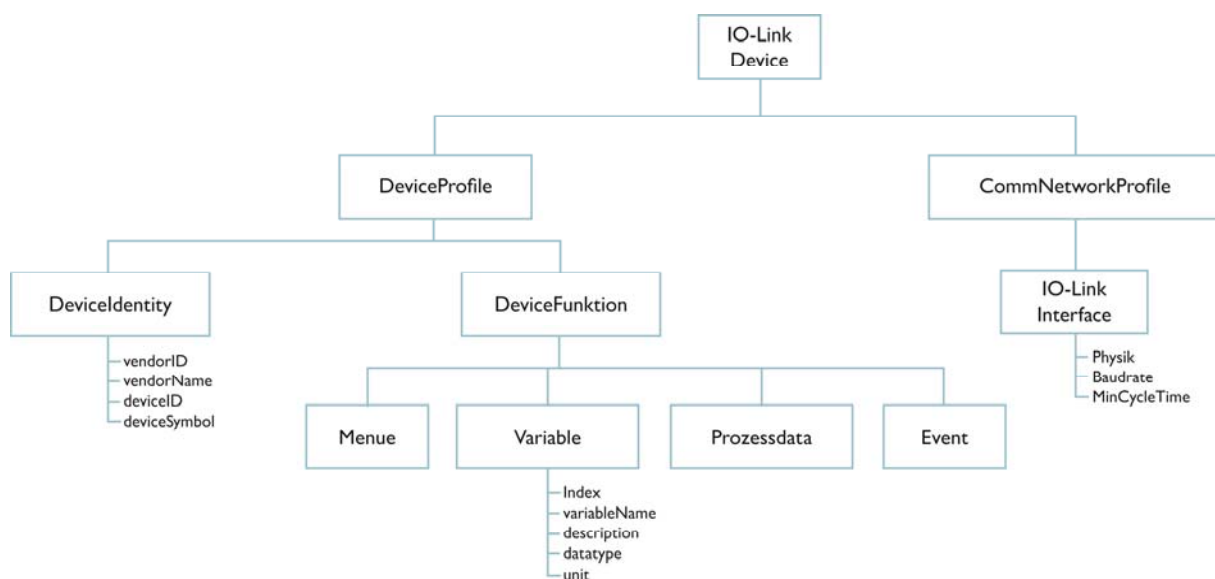 IO-Link
Device
DeviceProfile
CommNetworkProfile
DeviceIdentity
DeviceFunktion
IO-Link
Interface
vendorID
vendorName
deviceID
deviceSymbol
Physik
Baudrate
MinCycleTime
Menue
Variable
Prozessdata
Event
Index
variableName
description
datatype
unit